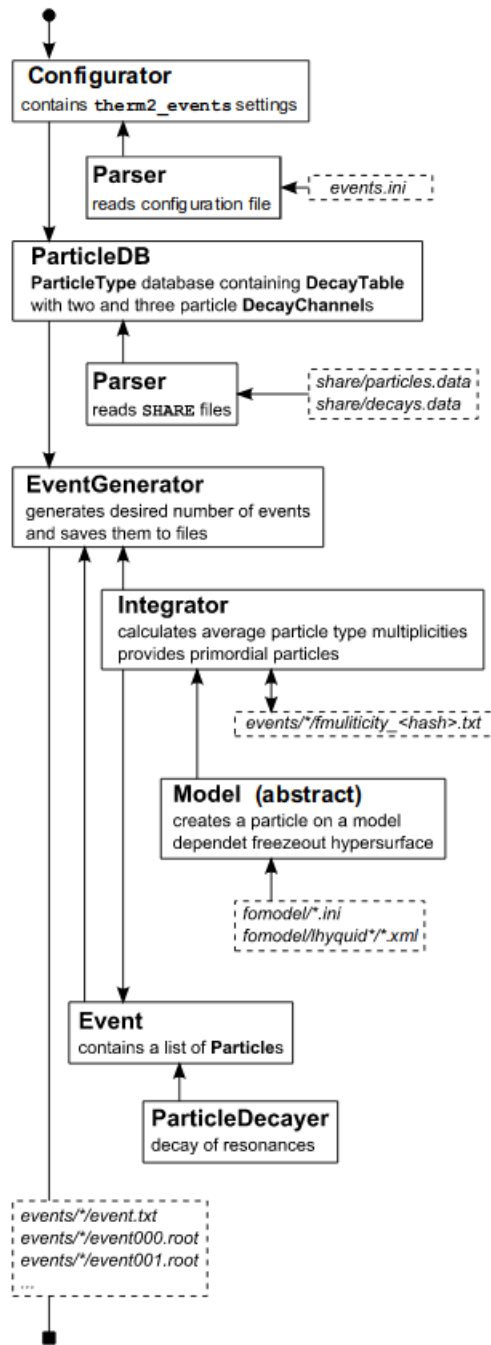 Configurator
contains therm2_events settings
Parser
reads configuration file
events.ini
ParticleDB
ParticleType database containing DecayTable
with two and three particle DecayChannels
Parser
reads SHARE files
share/particles.data
share/decays.data
EventGenerator
generates desired number of events
and saves them to files
Integrator
calculates average particle type multiplicities
provides primordial particles
events/*/fmuliticity_<hash>.txt
Model (abstract)
creates a particle on a model
dependet freezeout hypersurface
fomodel/*.ini
fomodel/lhyquid*/*.xml
Event
contains a list of Particles
ParticleDecayer
decay of resonances
events/*/event.txt
events/*/event000.root
events/*/event001.root
...